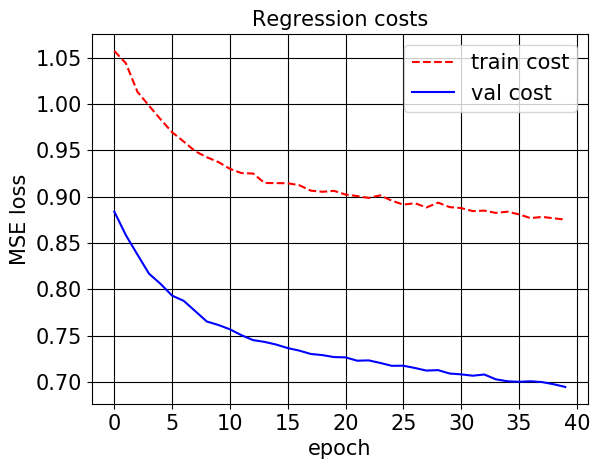 Regression costs
train cost
val cost
MSE loss
1.05
1.00
0.95
0.90
0.85
0.80
0.75
0.70
0 5 10 15 20 25 30 35 40
epoch